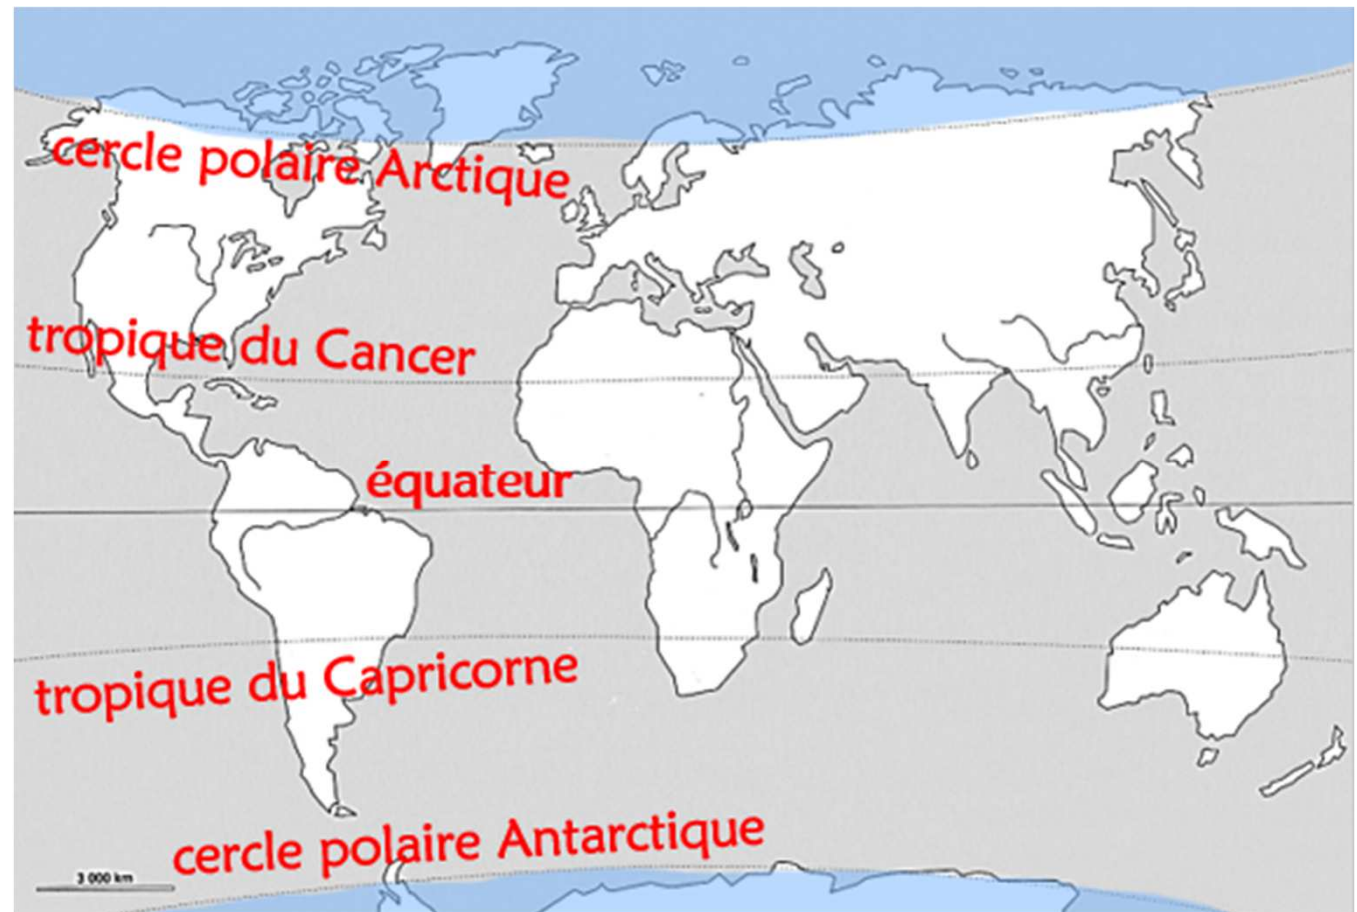 cercle polaire Arctique
tropique du Cancer
équateur
tropique du Capricorne
cercle polaire Antarctique
3 000 km